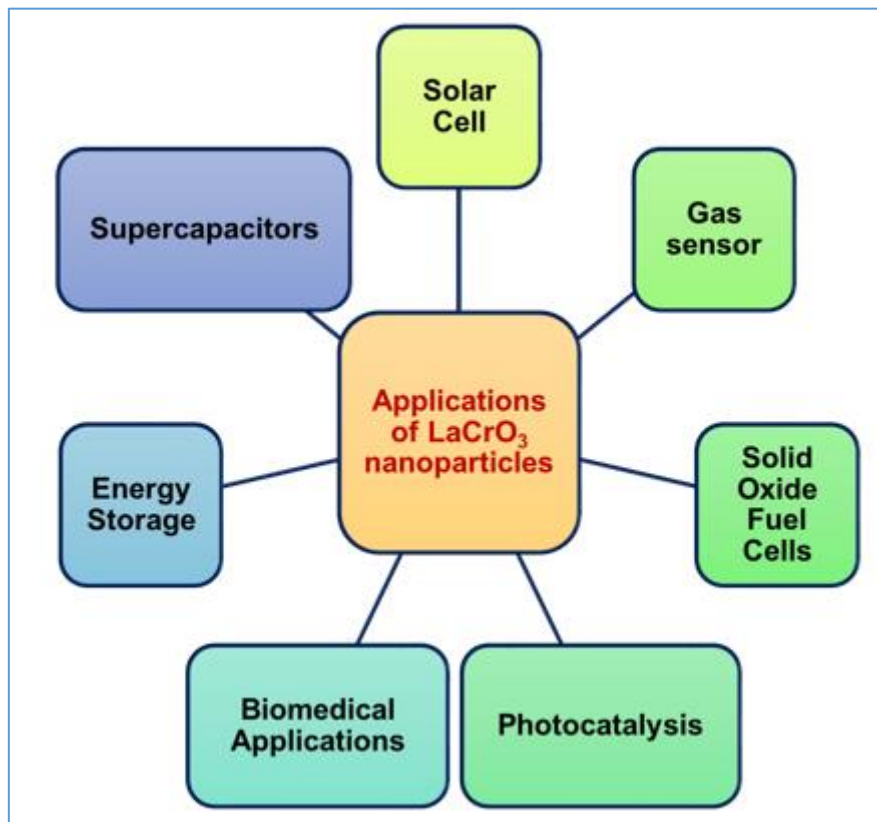 Solar
Cell
Gas
sensor
Solid
Oxide
Fuel
Cells
Photocatalysis
Biomedical
Applications
Energy
Storage
Supercapacitors
Applications
of LaCrO₃
nanoparticles